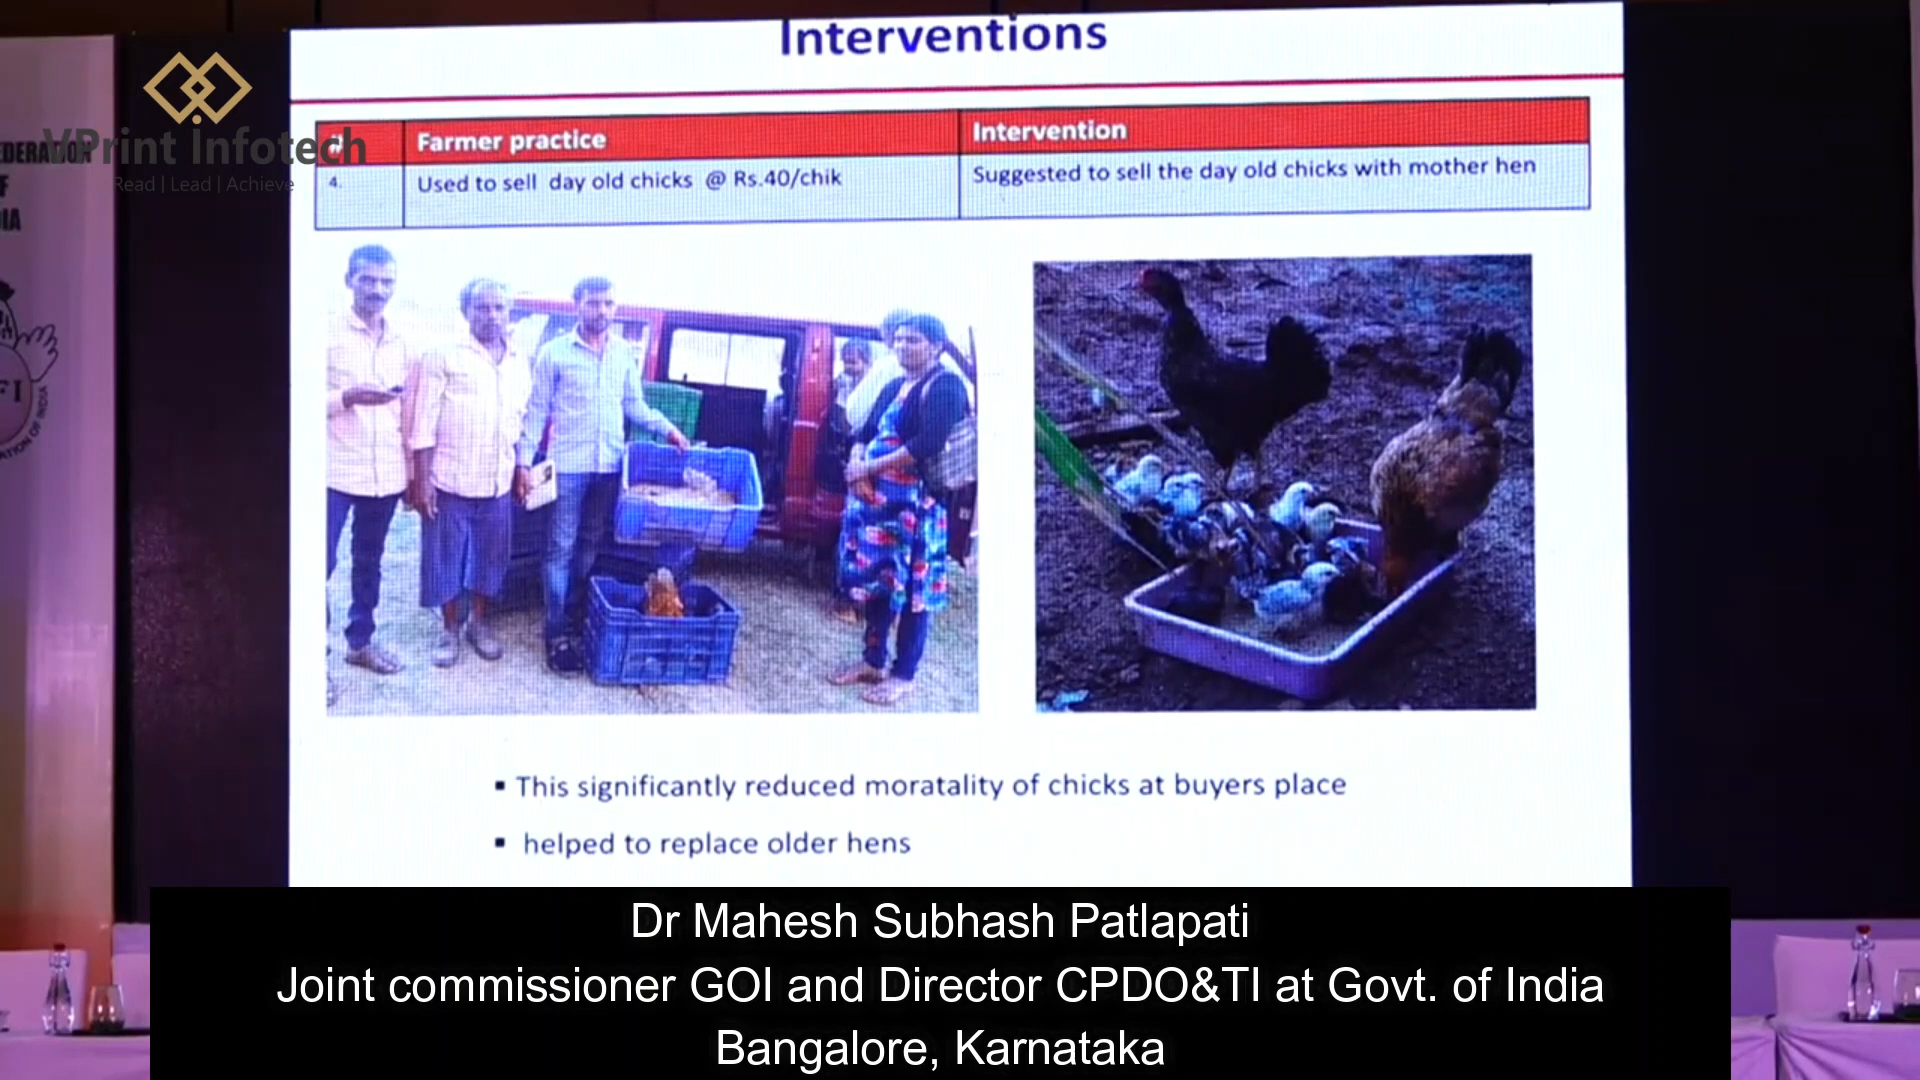 Interventions
VPrint Infotech
Read | Lead | Achieve
# Farmer practice Intervention
4. Used to sell day old chicks @ Rs.40/chik Suggested to sell the day old chicks with mother hen
▪ This significantly reduced moratality of chicks at buyers place
▪ helped to replace older hens
Dr Mahesh Subhash Patlapati
Joint commissioner GOI and Director CPDO&TI at Govt. of India
Bangalore, Karnataka